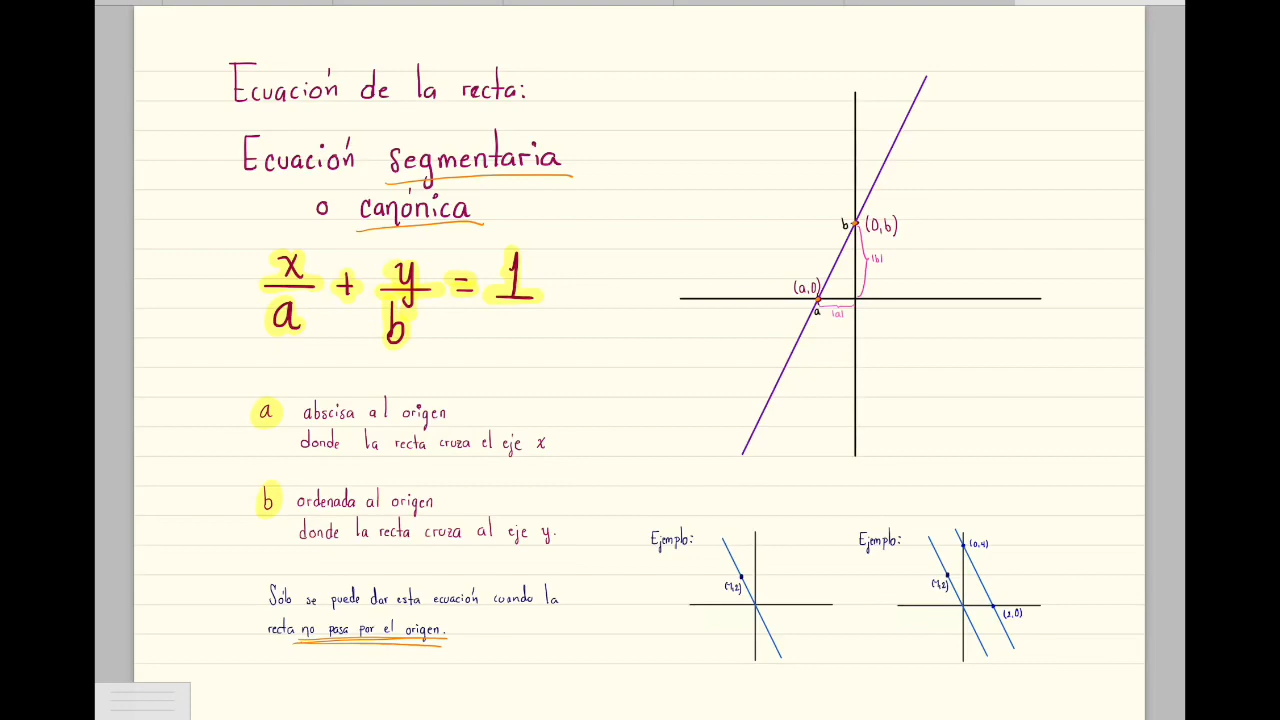 Ecuación de la recta:
Ecuación segmentaria
o canónica
x/a + y/b = 1
a abscisa al origen
donde la recta cruza el eje x
b ordenada al origen
donde la recta cruza al eje y.
Sólo se puede dar esta ecuación cuando la
recta no pasa por el origen.
b (0,b)
|b|
(a,0)
a |a|
Ejemplo:
Ejemplo:
(0,4)
(2,0)